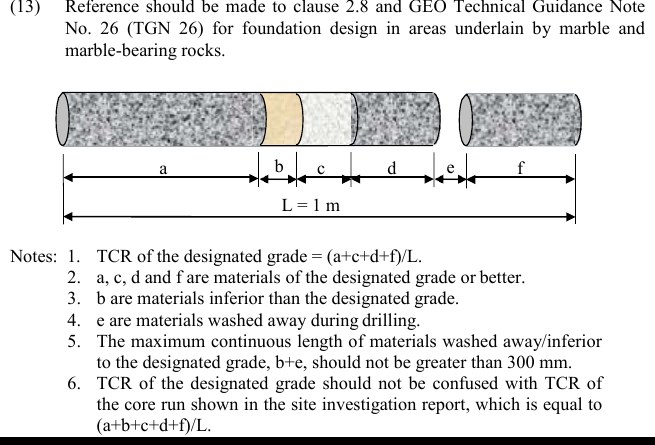 (13) Reference should be made to clause 2.8 and GEO Technical Guidance Note
No. 26 (TGN 26) for foundation design in areas underlain by marble and
marble-bearing rocks.
a b c d e f
L = 1 m
Notes: 1. TCR of the designated grade = (a+c+d+f)/L.
2. a, c, d and f are materials of the designated grade or better.
3. b are materials inferior than the designated grade.
4. e are materials washed away during drilling.
5. The maximum continuous length of materials washed away/inferior
to the designated grade, b+e, should not be greater than 300 mm.
6. TCR of the designated grade should not be confused with TCR of
the core run shown in the site investigation report, which is equal to
(a+b+c+d+f)/L.